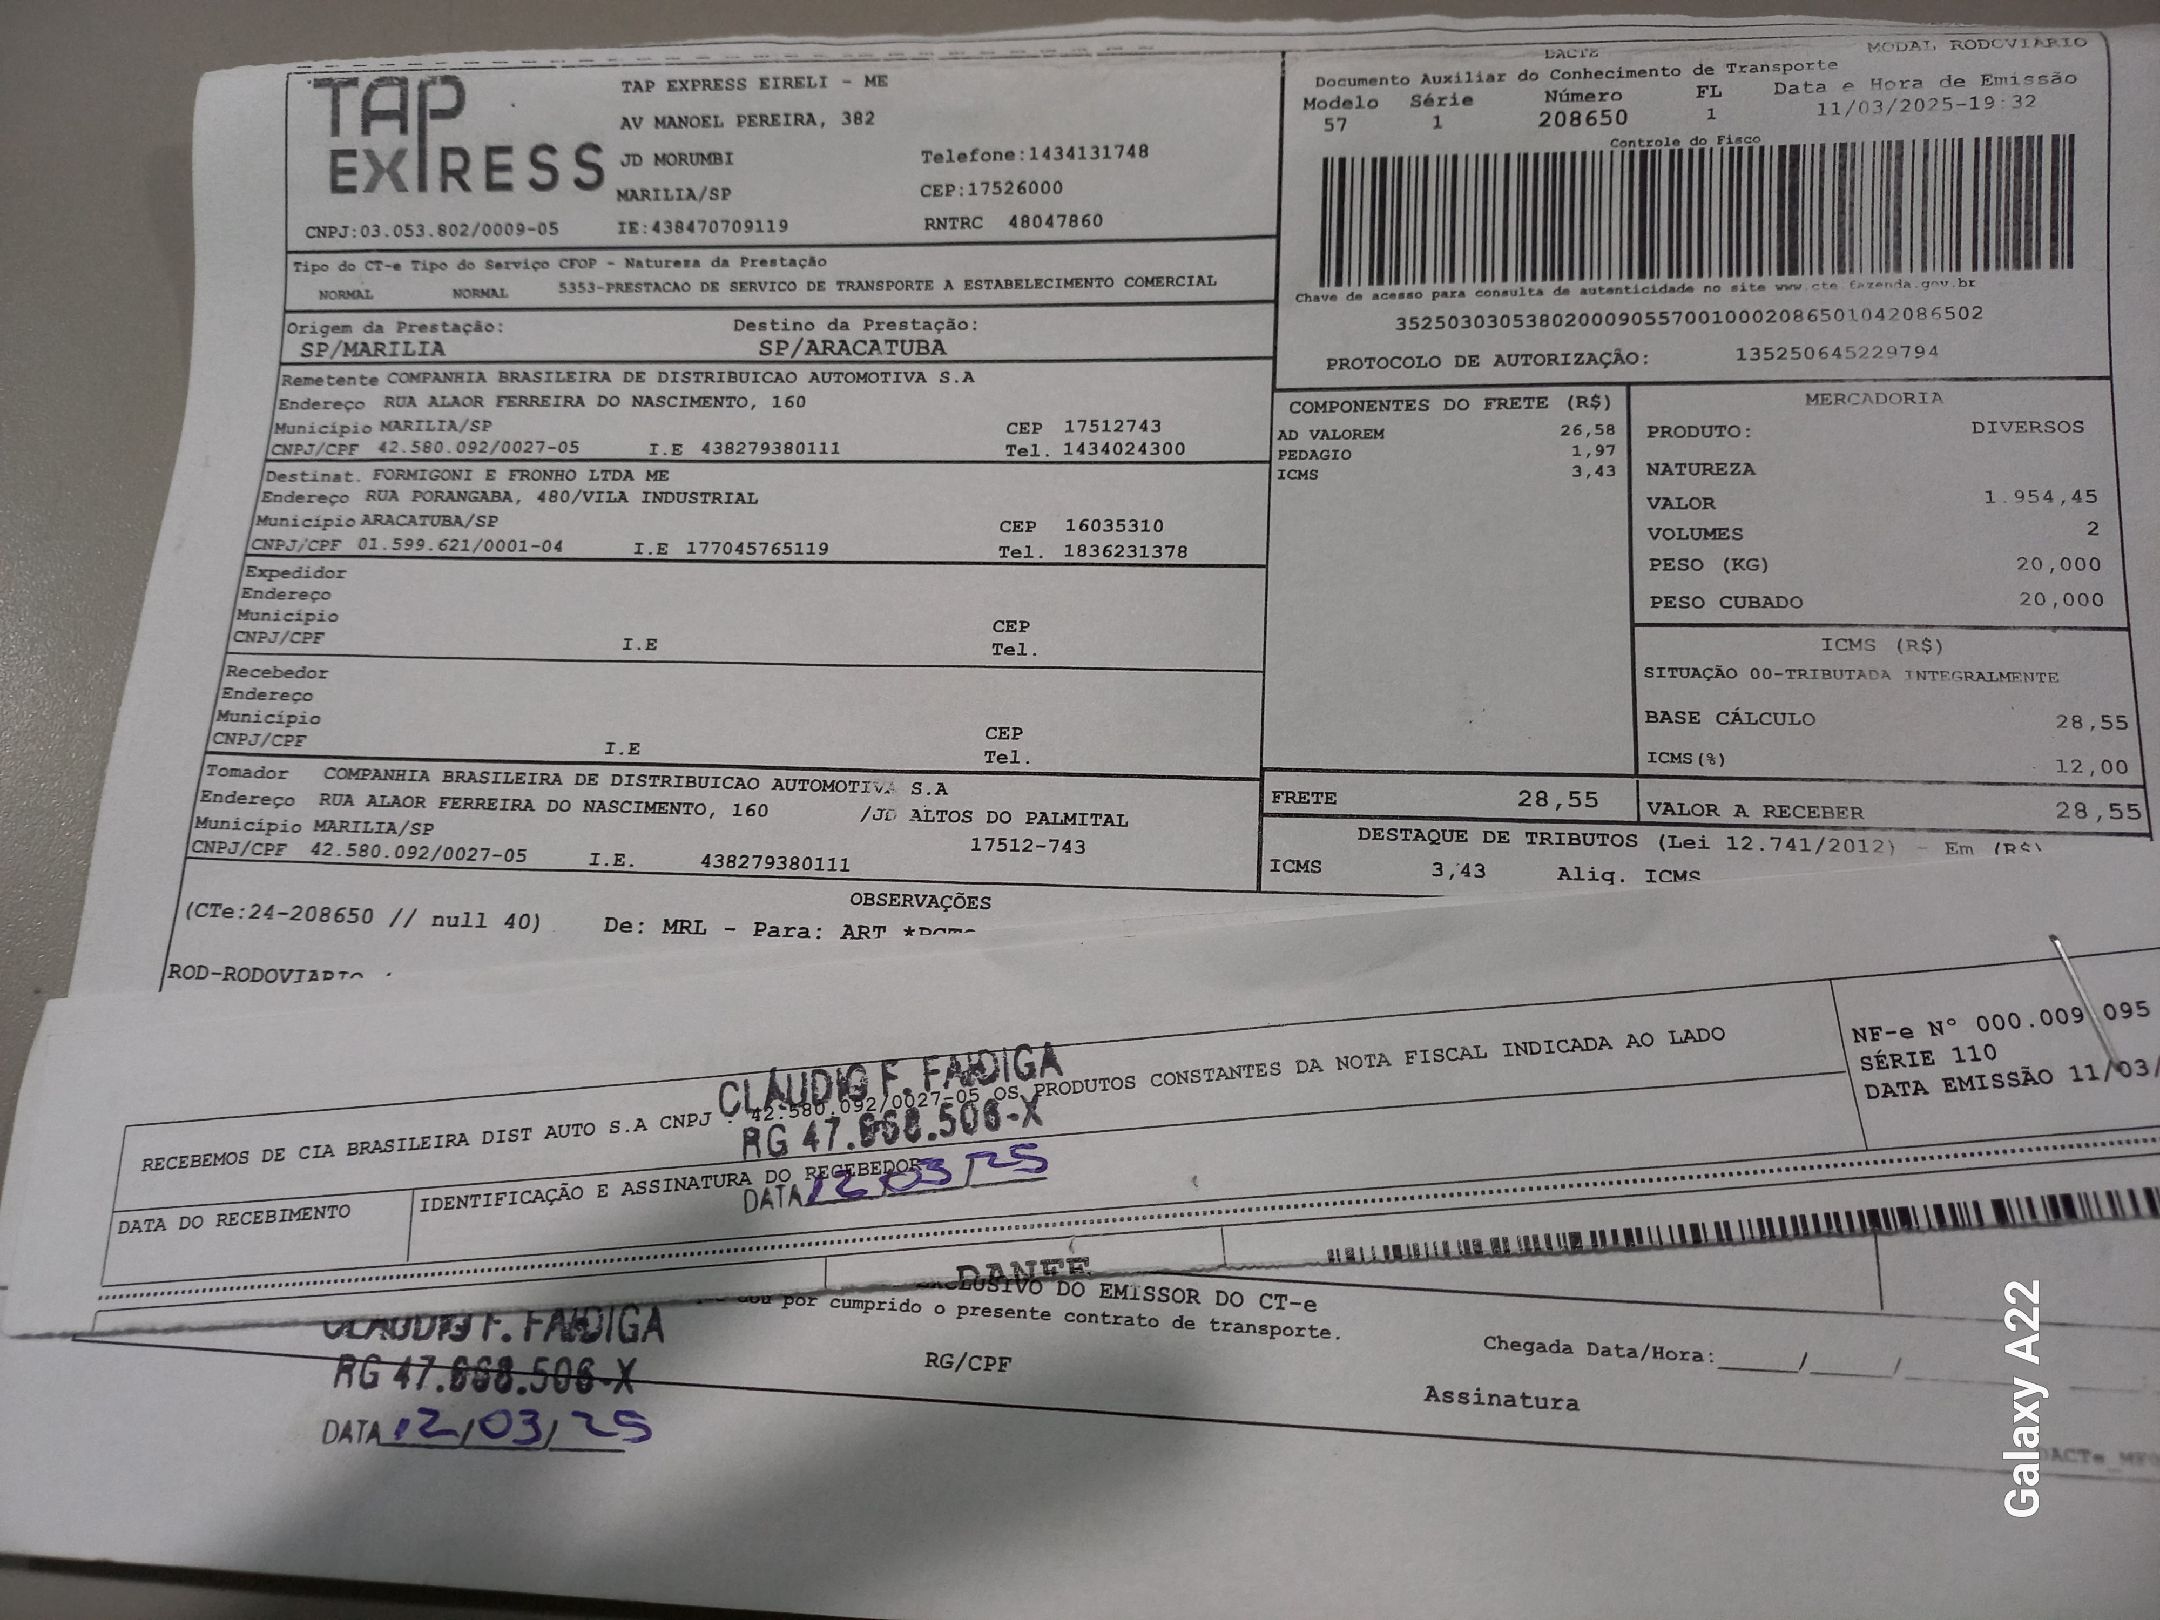 TAP EXPRESS
TAP EXPRESS EIRELI - ME
AV MANOEL PEREIRA, 382
JD MORUMBI Telefone:1434131748
MARILIA/SP CEP:17526000
CNPJ:03.053.802/0009-05 IE:438470709119 RNTRC 48047860
DACTE MODAL RODOVIARIO
Documento Auxiliar do Conhecimento de Transporte
Modelo Série Número FL Data e Hora de Emissão
57 1 208650 1 11/03/2025-19:32
Controle do Fisco
Chave de acesso para consulta de autenticidade no site www.cte.fazenda.gov.br
35250303053802000905570010002086501042086502
PROTOCOLO DE AUTORIZAÇÃO: 135250645229794
Tipo do CT-e Tipo do Serviço CFOP - Natureza da Prestação
NORMAL NORMAL 5353-PRESTACAO DE SERVICO DE TRANSPORTE A ESTABELECIMENTO COMERCIAL
Origem da Prestação: Destino da Prestação:
SP/MARILIA SP/ARACATUBA
Remetente COMPANHIA BRASILEIRA DE DISTRIBUICAO AUTOMOTIVA S.A
Endereço RUA ALAOR FERREIRA DO NASCIMENTO, 160
Município MARILIA/SP CEP 17512743
CNPJ/CPF 42.580.092/0027-05 I.E 438279380111 Tel. 1434024300
Destinat. FORMIGONI E FRONHO LTDA ME
Endereço RUA PORANGABA, 480/VILA INDUSTRIAL
Município ARACATUBA/SP CEP 16035310
CNPJ/CPF 01.599.621/0001-04 I.E 177045765119 Tel. 1836231378
Expedidor
Endereço
Município CEP
CNPJ/CPF I.E Tel.
Recebedor
Endereço
Município CEP
CNPJ/CPF I.E Tel.
Tomador COMPANHIA BRASILEIRA DE DISTRIBUICAO AUTOMOTIVA S.A
Endereço RUA ALAOR FERREIRA DO NASCIMENTO, 160 /JD ALTOS DO PALMITAL
Município MARILIA/SP 17512-743
CNPJ/CPF 42.580.092/0027-05 I.E. 438279380111
COMPONENTES DO FRETE (R$)
AD VALOREM 26,58
PEDAGIO 1,97
ICMS 3,43
MERCADORIA
PRODUTO: DIVERSOS
NATUREZA
VALOR 1.954,45
VOLUMES 2
PESO (KG) 20,000
PESO CUBADO 20,000
ICMS (R$)
SITUAÇÃO 00-TRIBUTADA INTEGRALMENTE
BASE CÁLCULO 28,55
ICMS(%) 12,00
FRETE 28,55 VALOR A RECEBER 28,55
DESTAQUE DE TRIBUTOS (Lei 12.741/2012) - Em (R$)
ICMS 3,43 Aliq. ICMS
OBSERVAÇÕES
(CTe:24-208650 // null 40) De: MRL - Para: ART
ROD-RODOVIARIO
RECEBEMOS DE CIA BRASILEIRA DIST AUTO S.A CNPJ : 42.580.092/0027-05 OS PRODUTOS CONSTANTES DA NOTA FISCAL INDICADA AO LADO
NF-e Nº 000.009.095
SÉRIE 110
DATA EMISSÃO 11/03/
DATA DO RECEBIMENTO IDENTIFICAÇÃO E ASSINATURA DO RECEBEDOR
CLAUDIO F. FAIDIGA
RG 47.668.506-X
DATA 12/03/25
DANFE
EXCLUSIVO DO EMISSOR DO CT-e
por cumprido o presente contrato de transporte.
RG/CPF
Chegada Data/Hora:_____/_____/
Assinatura
CLAUDIO F. FAIDIGA
RG 47.668.506-X
DATA 12/03/25
Galaxy A22